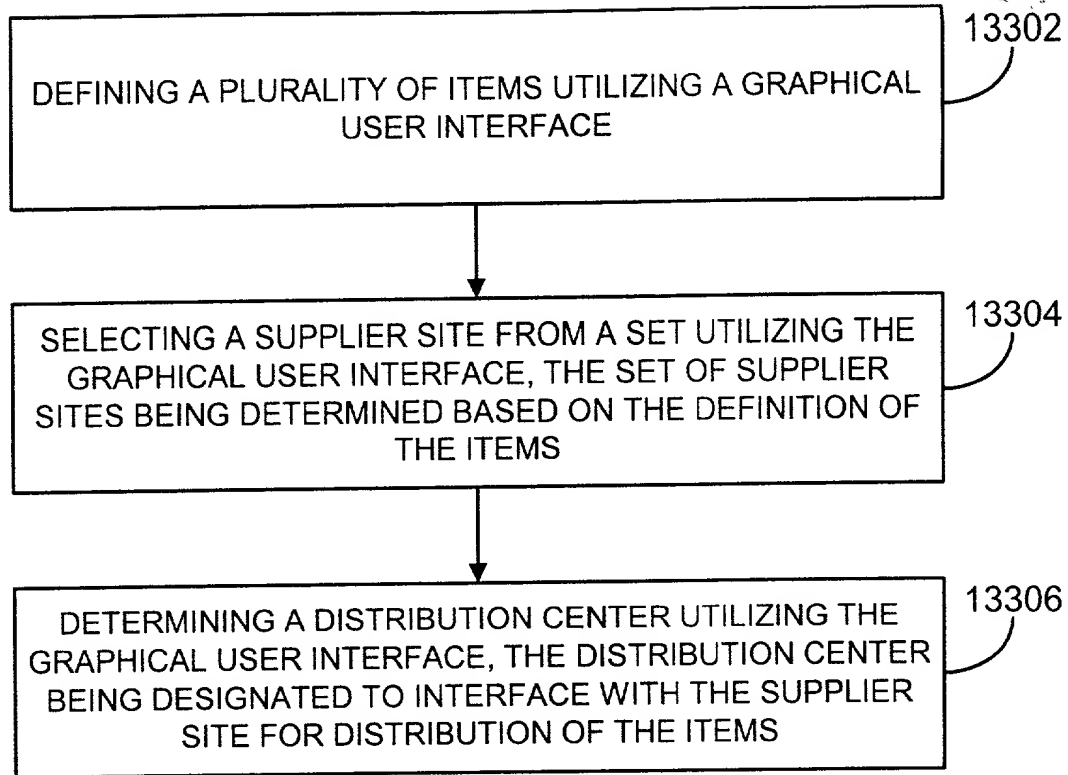 13302
DEFINING A PLURALITY OF ITEMS UTILIZING A GRAPHICAL
USER INTERFACE
13304
SELECTING A SUPPLIER SITE FROM A SET UTILIZING THE
GRAPHICAL USER INTERFACE, THE SET OF SUPPLIER
SITES BEING DETERMINED BASED ON THE DEFINITION OF
THE ITEMS
13306
DETERMINING A DISTRIBUTION CENTER UTILIZING THE
GRAPHICAL USER INTERFACE, THE DISTRIBUTION CENTER
BEING DESIGNATED TO INTERFACE WITH THE SUPPLIER
SITE FOR DISTRIBUTION OF THE ITEMS